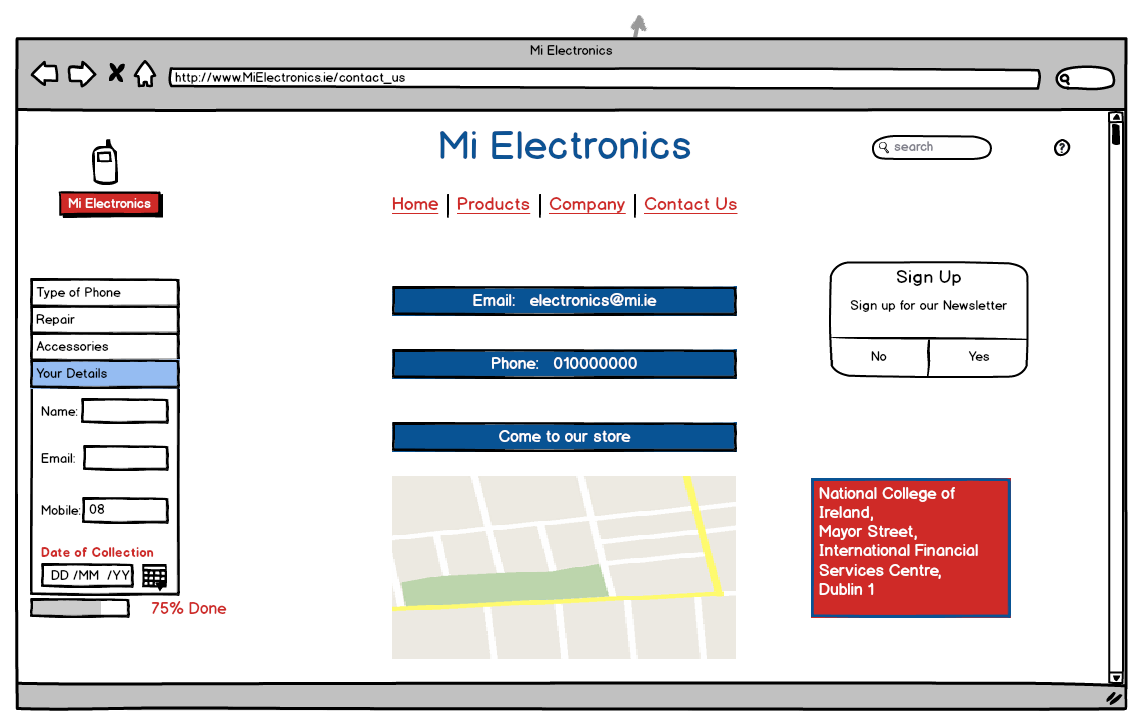 Mi Electronics
http://www.MiElectronics.ie/contact_us
Mi Electronics
search
?
Mi Electronics
Home Products Company Contact Us
Type of Phone
Repair
Accessories
Your Details
Name:
Email:
Mobile: 08
Date of Collection
DD /MM /YY
75% Done
Email: electronics@mi.ie
Phone: 010000000
Come to our store
Sign Up
Sign up for our Newsletter
No Yes
National College of
Ireland,
Mayor Street,
International Financial
Services Centre,
Dublin 1